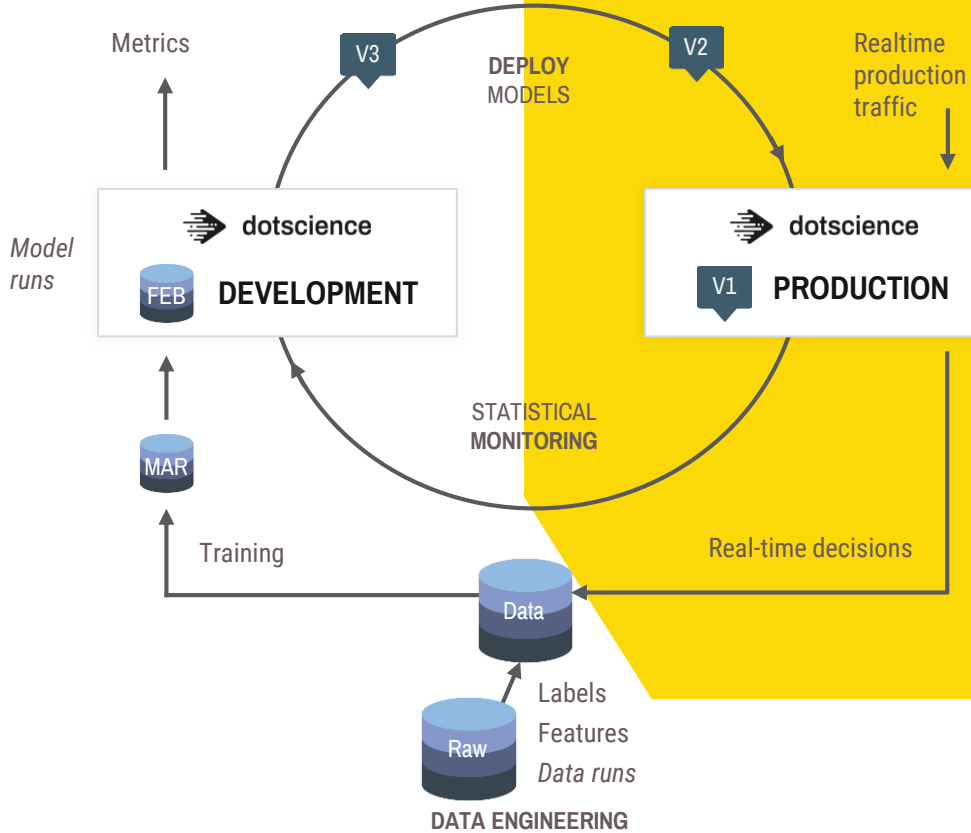 Metrics
V3
DEPLOY
MODELS
V2
Realtime
production
traffic
dotscience
FEB
DEVELOPMENT
Model
runs
dotscience
V1
PRODUCTION
STATISTICAL
MONITORING
MAR
Training
Real-time decisions
Data
Labels
Features
Data runs
Raw
DATA ENGINEERING